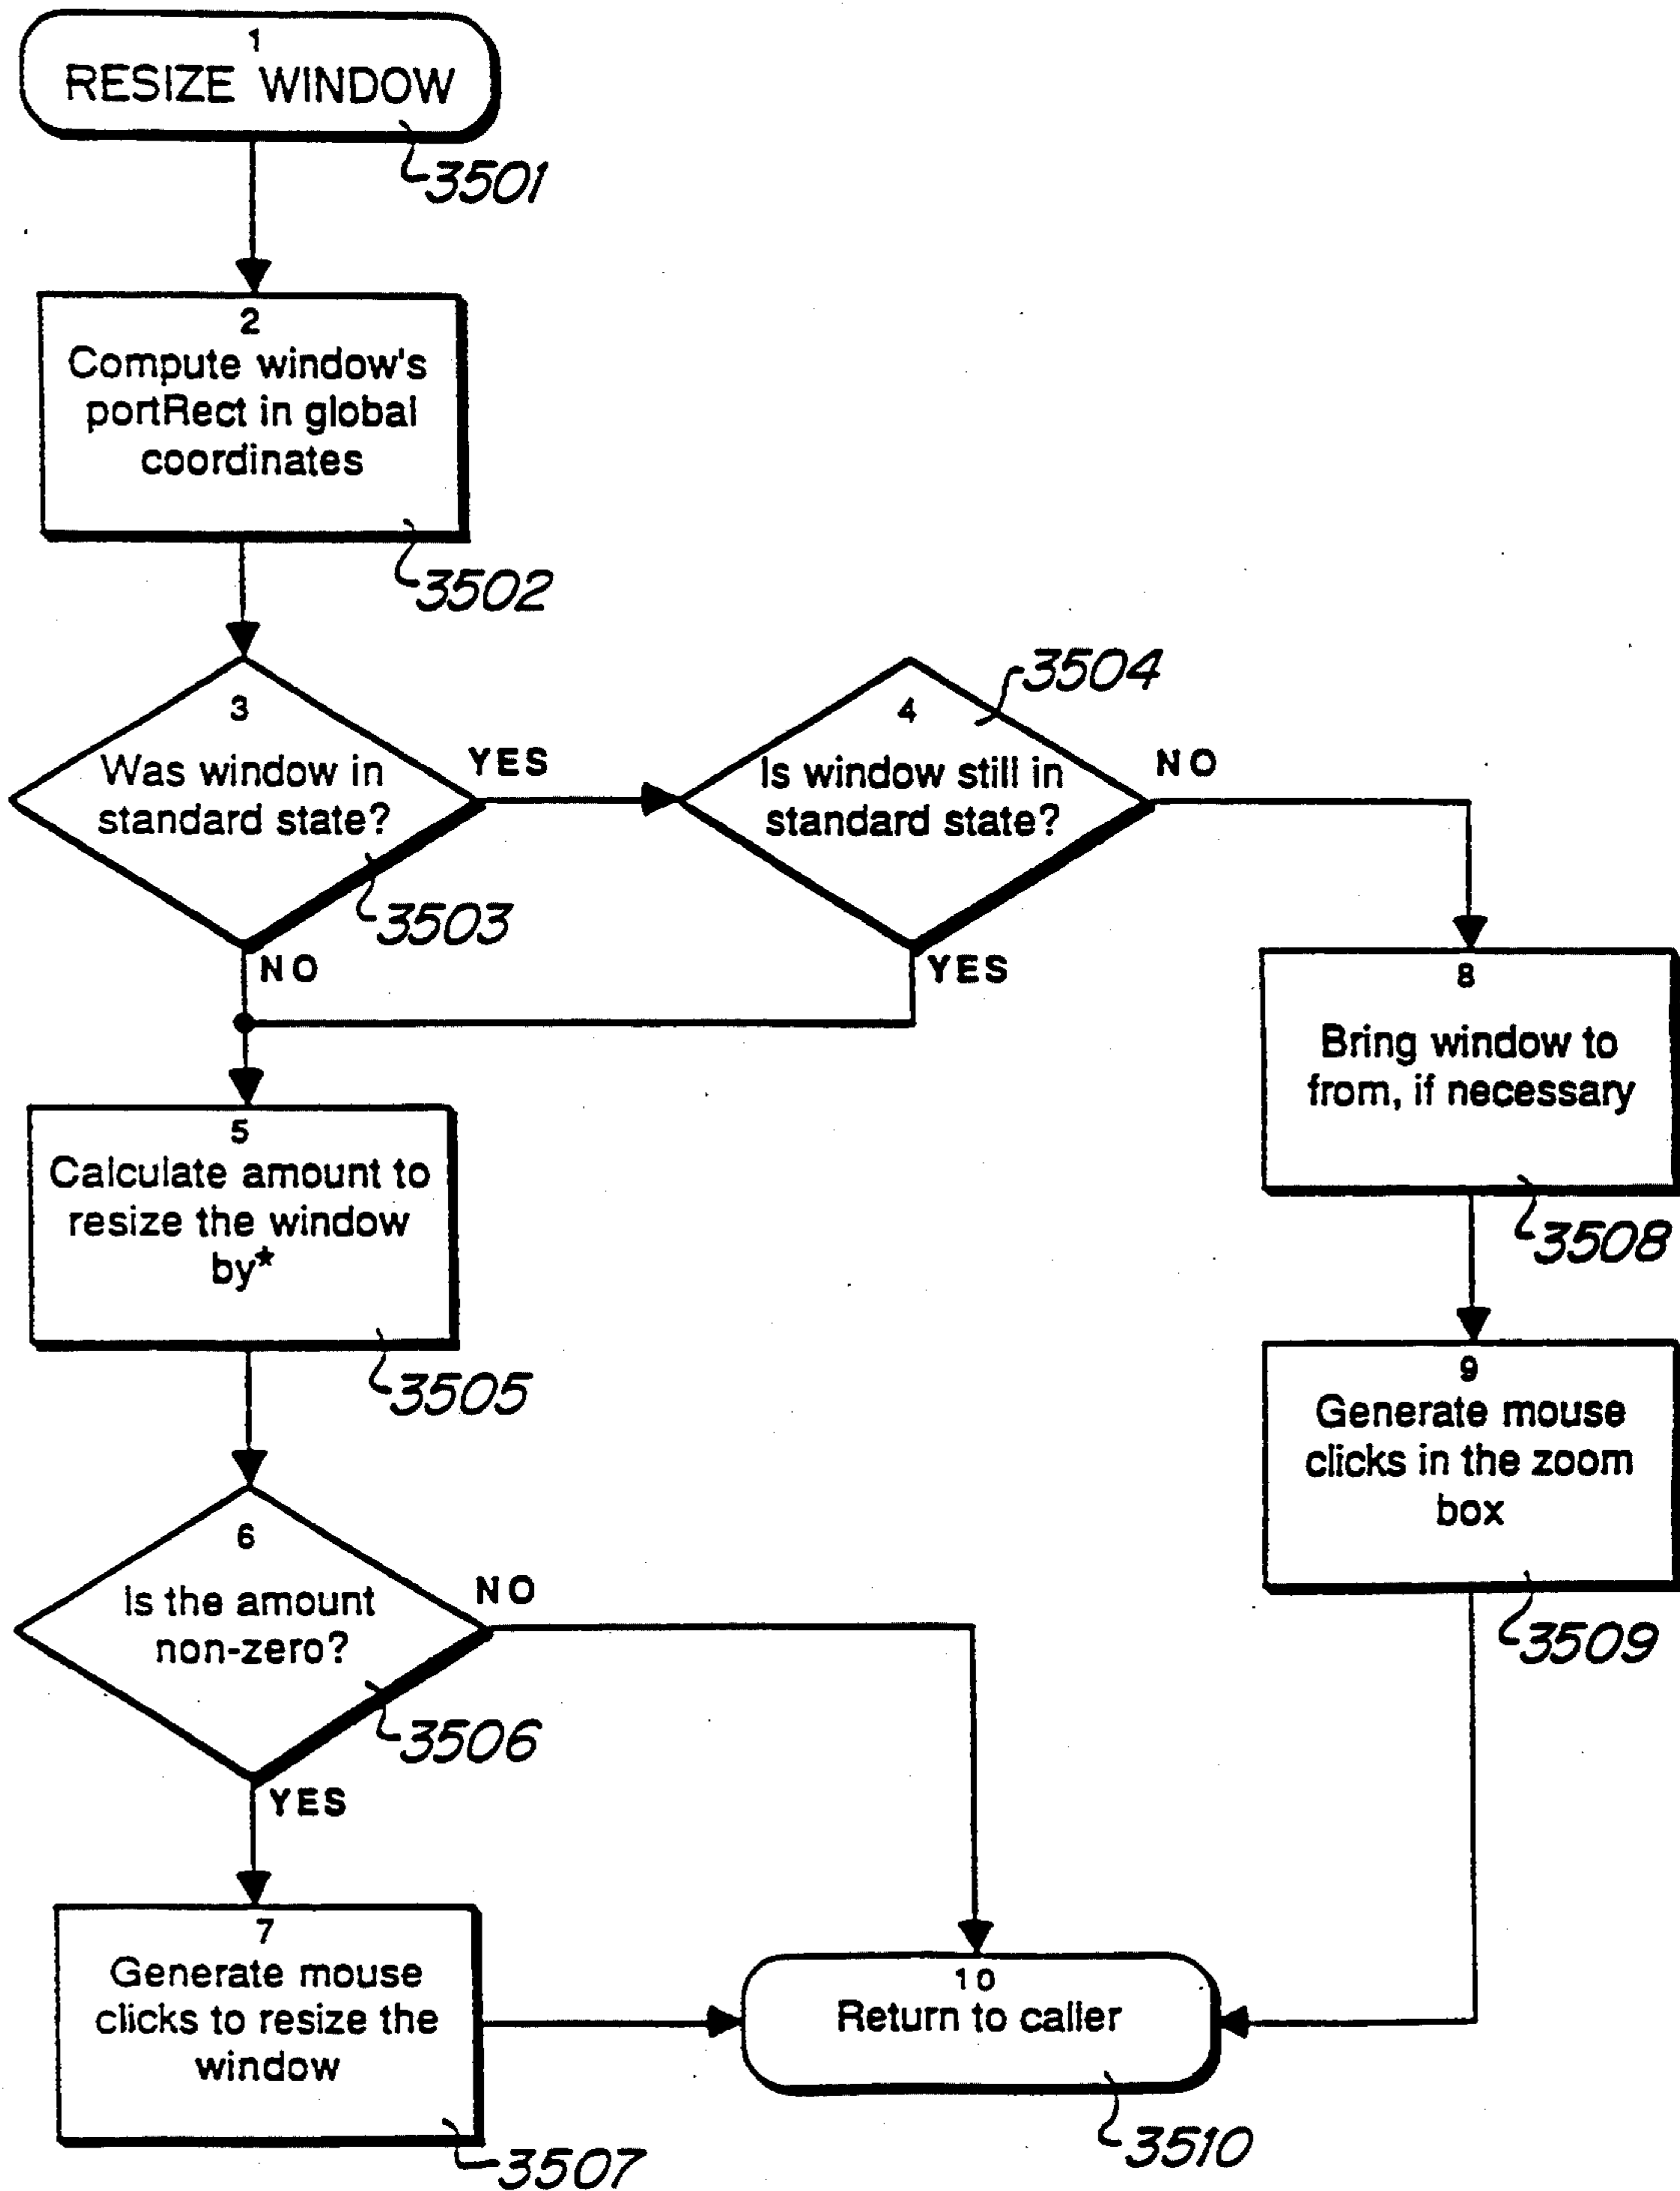 1
RESIZE WINDOW
3501
2
Compute window's
portRect in global
coordinates
3502
3
Was window in
standard state?
YES
3503
NO
3504
4
Is window still in
standard state?
NO
YES
5
Calculate amount to
resize the window
by*
3505
8
Bring window to
from, if necessary
3508
9
Generate mouse
clicks in the zoom
box
3509
6
Is the amount
non-zero?
NO
3506
YES
7
Generate mouse
clicks to resize the
window
3507
10
Return to caller
3510